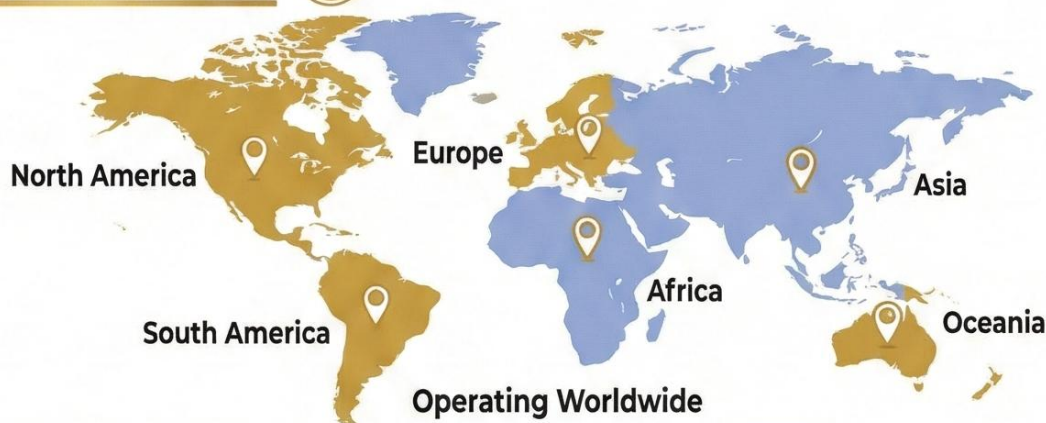 North America
Europe
Asia
South America
Africa
Oceania
Operating Worldwide